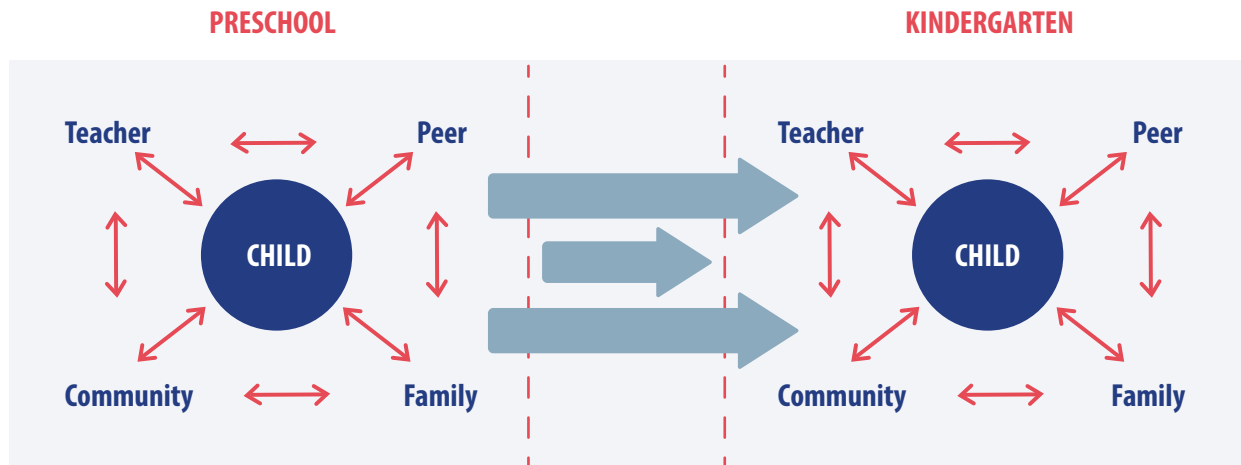 PRESCHOOL
KINDERGARTEN
Teacher
Peer
CHILD
Community
Family
Teacher
Peer
CHILD
Community
Family